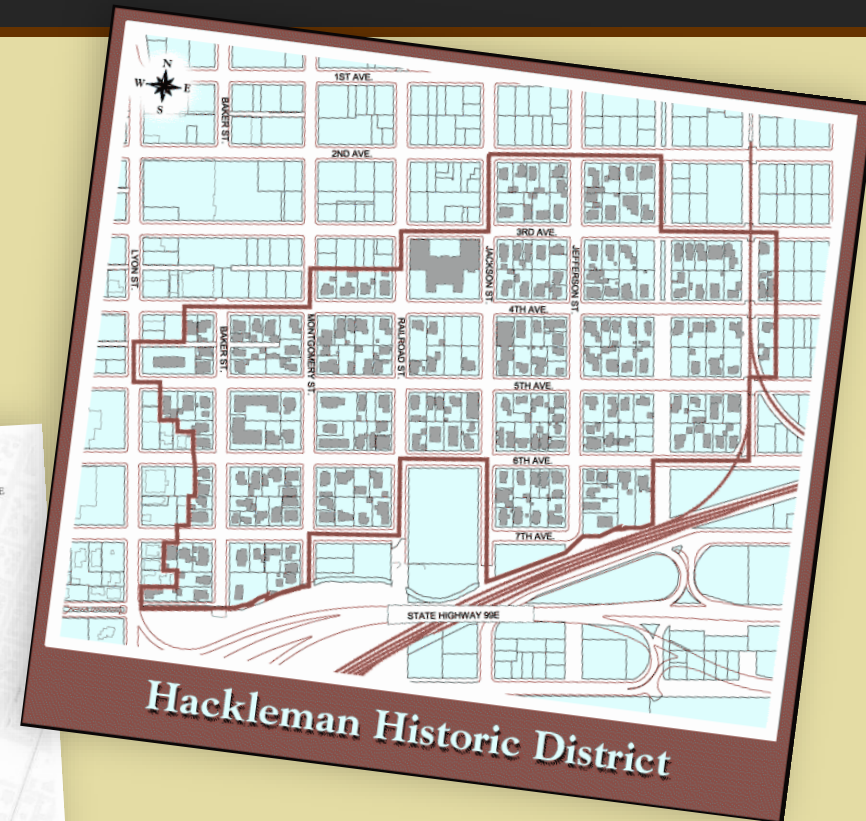 N
W E
S
1ST AVE.
BAKER ST.
2ND AVE.
3RD AVE.
LYON ST.
JACKSON ST.
JEFFERSON ST.
4TH AVE.
BAKER ST.
MONTGOMERY ST.
RAILROAD ST.
5TH AVE.
6TH AVE.
7TH AVE.
STATE HIGHWAY 99E
Hackleman Historic District
E